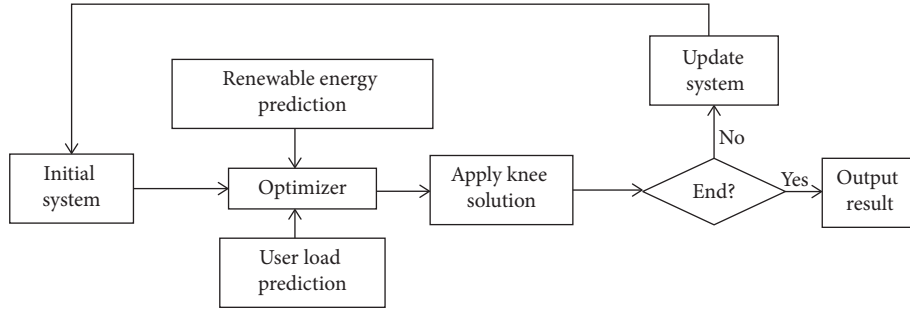 Renewable energy
prediction
Update
system
No
Initial
system
Optimizer
Apply knee
solution
End?
Yes
Output
result
User load
prediction